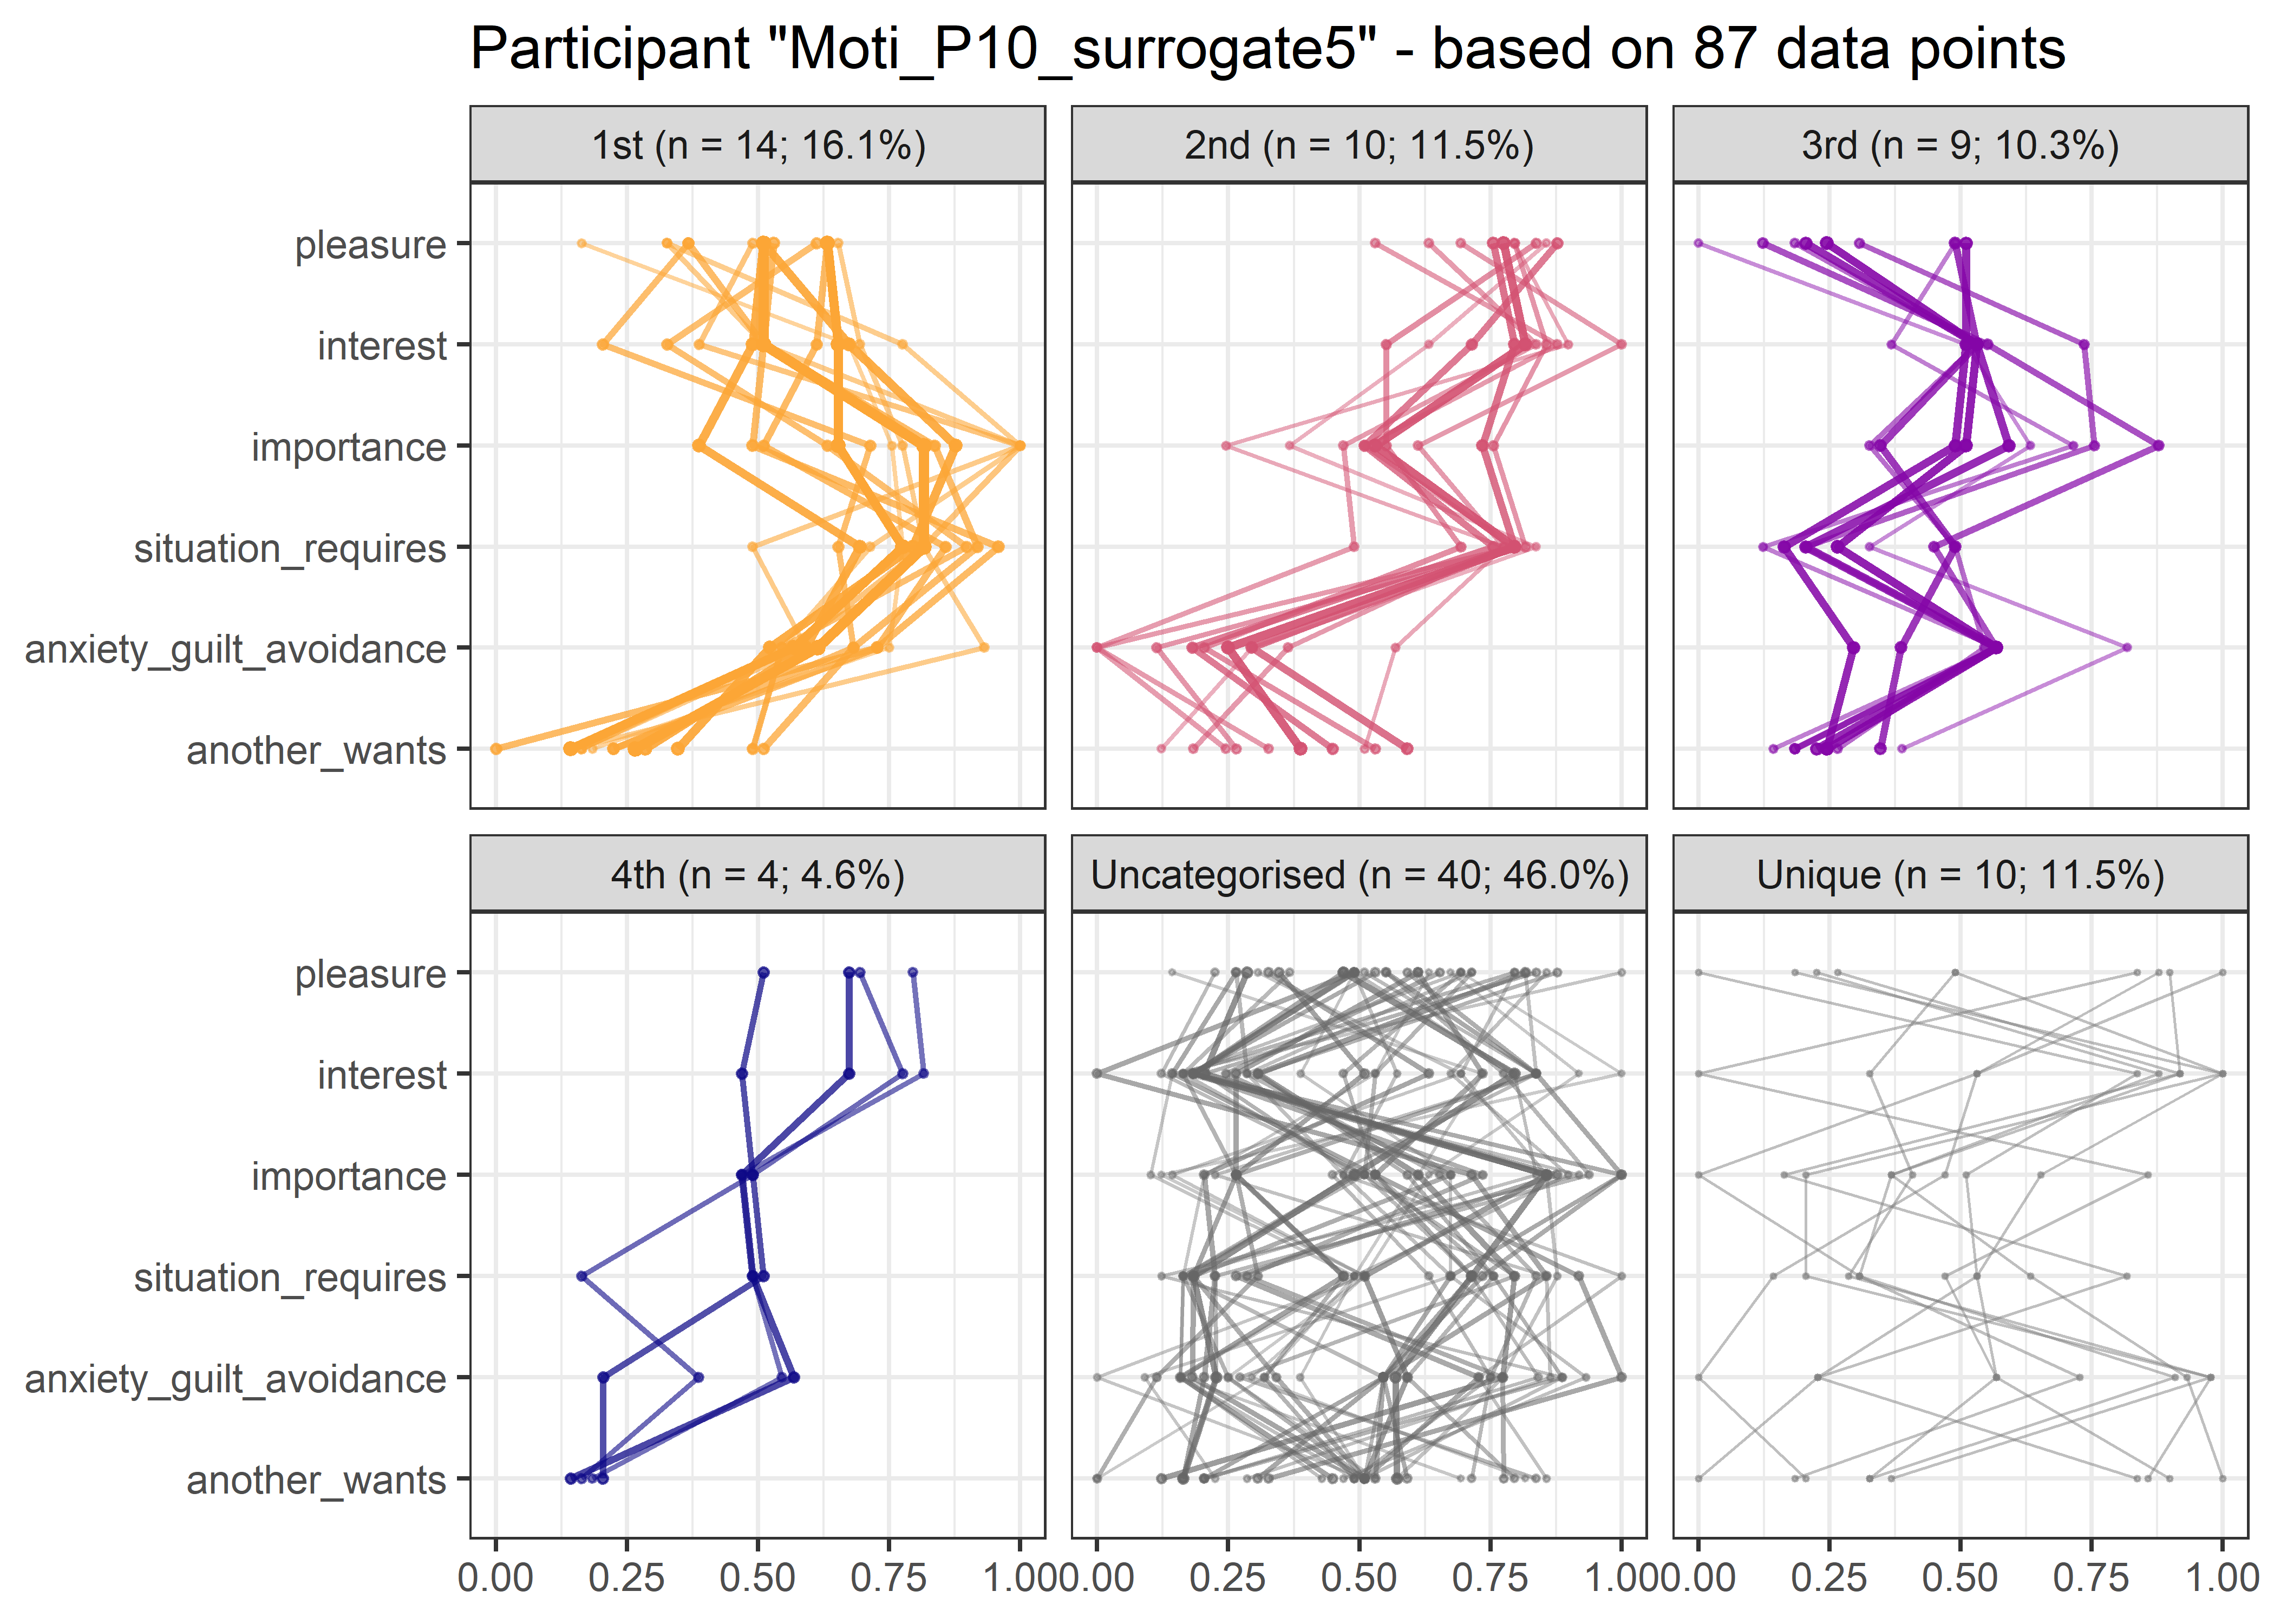 Participant "Moti_P10_surrogate5" - based on 87 data points
1st (n = 14; 16.1%)
2nd (n = 10; 11.5%)
3rd (n = 9; 10.3%)
pleasure
interest
importance
situation_requires
anxiety_guilt_avoidance
another_wants
4th (n = 4; 4.6%)
Uncategorised (n = 40; 46.0%)
Unique (n = 10; 11.5%)
pleasure
interest
importance
situation_requires
anxiety_guilt_avoidance
another_wants
0.00 0.25 0.50 0.75 1.00 0.00 0.25 0.50 0.75 1.00 0.00 0.25 0.50 0.75 1.00